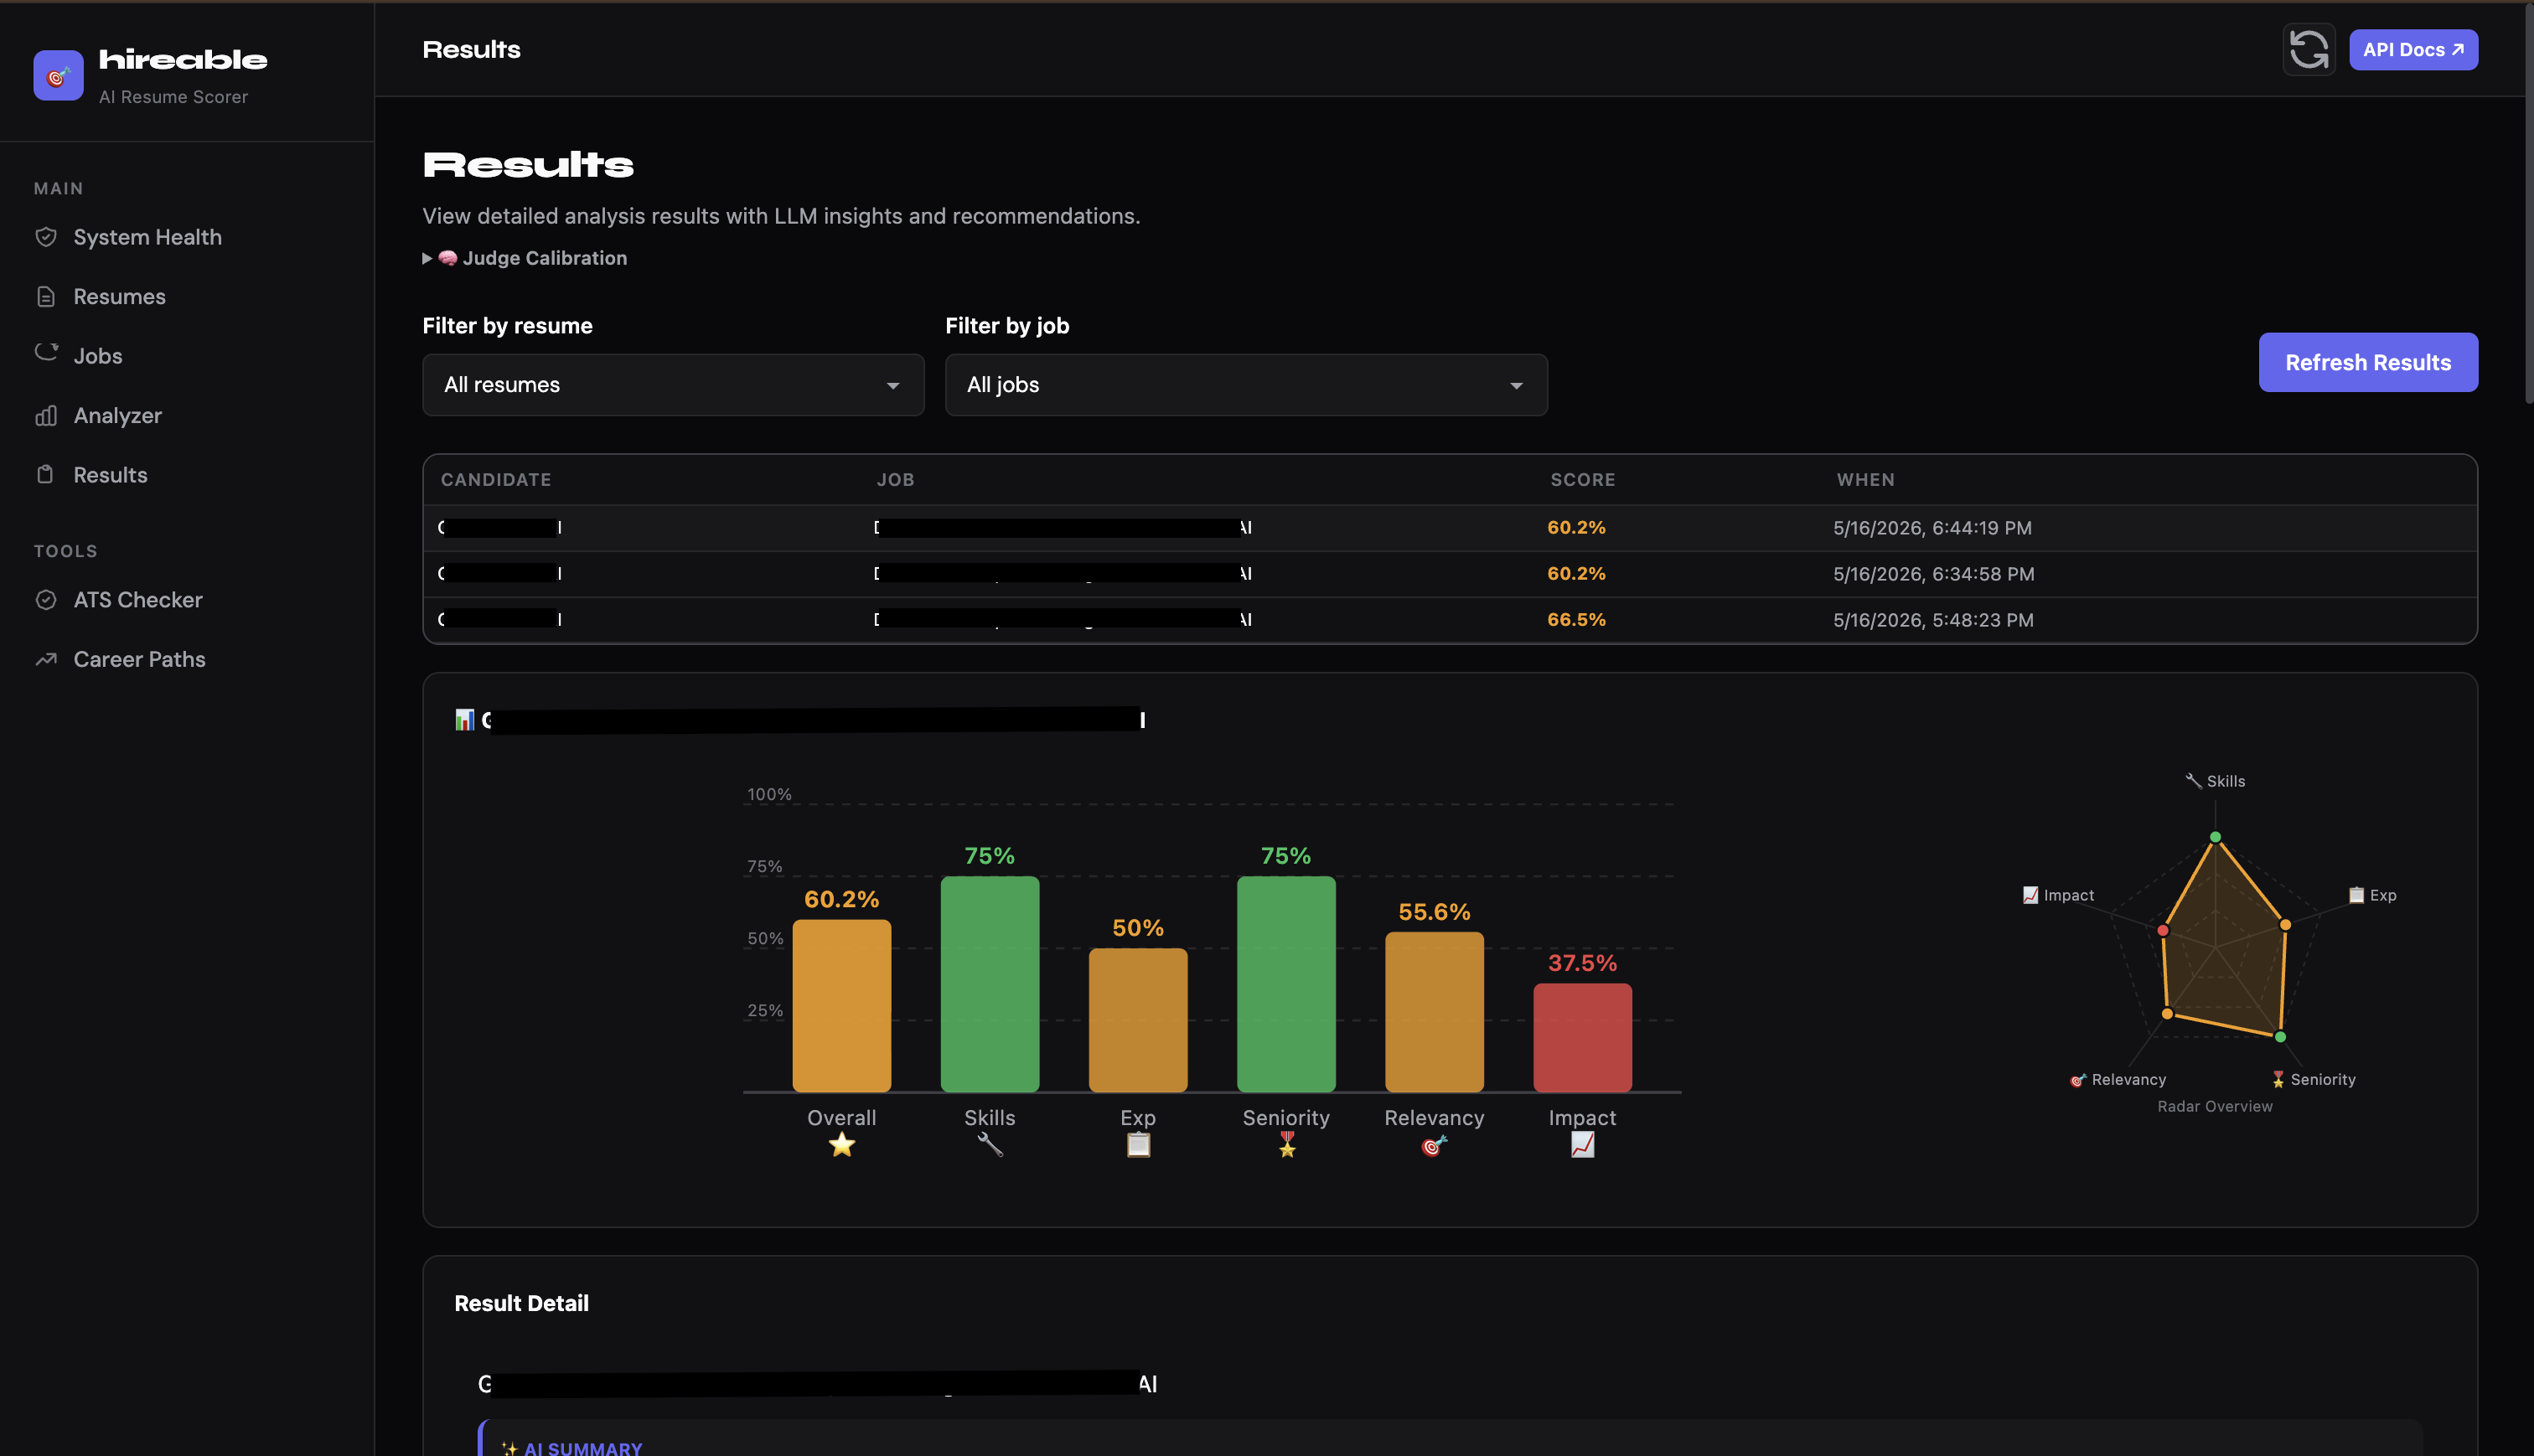 hireable
AI Resume Scorer
Results
API Docs ↗
MAIN
System Health
Resumes
Jobs
Analyzer
Results
TOOLS
ATS Checker
Career Paths
Results
View detailed analysis results with LLM insights and recommendations.
Judge Calibration
Filter by resume Filter by job
All resumes All jobs
Refresh Results
CANDIDATE JOB SCORE WHEN
AI 60.2% 5/16/2026, 6:44:19 PM
AI 60.2% 5/16/2026, 6:34:58 PM
AI 66.5% 5/16/2026, 5:48:23 PM
G
100%
75%
50%
25%
60.2% 75% 50% 75% 55.6% 37.5%
Overall Skills Exp Seniority Relevancy Impact
Skills
Impact Exp
Relevancy Seniority
Radar Overview
Result Detail
G AI
AI SUMMARY